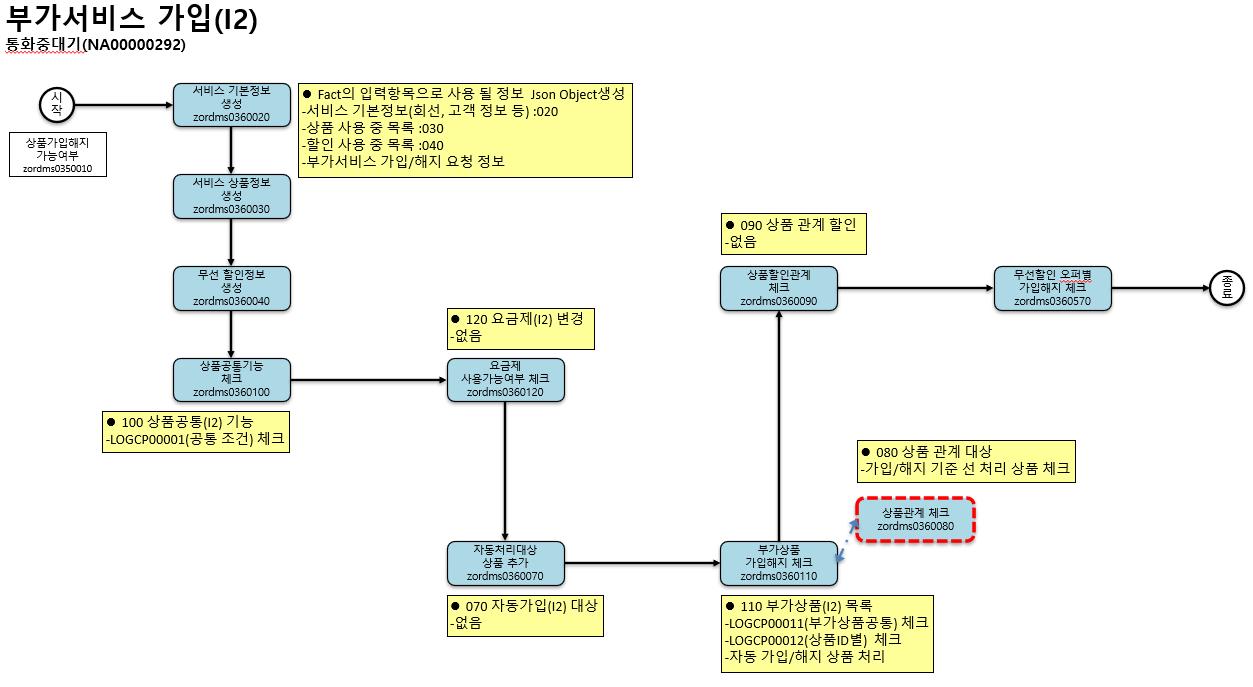 부가서비스 가입(I2)
통화중대기(NA00000292)
시
작
상품가입해지
가능여부
zordms0350010
서비스 기본정보
생성
zordms0360020
● Fact의 입력항목으로 사용 될 정보 Json Object생성
-서비스 기본정보(회선, 고객 정보 등) :020
-상품 사용 중 목록 :030
-할인 사용 중 목록 :040
-부가서비스 가입/해지 요청 정보
서비스 상품정보
생성
zordms0360030
무선 할인정보
생성
zordms0360040
상품공통기능
체크
zordms0360100
● 100 상품공통(I2) 기능
-LOGCP00001(공통 조건) 체크
● 120 요금제(I2) 변경
-없음
요금제
사용가능여부 체크
zordms0360120
자동처리대상
상품 추가
zordms0360070
● 070 자동가입(I2) 대상
-없음
● 090 상품 관계 할인
-없음
상품할인관계
체크
zordms0360090
무선할인 오퍼별
가입해지 체크
zordms0360570
종
료
● 080 상품 관계 대상
-가입/해지 기준 선 처리 상품 체크
상품관계 체크
zordms0360080
부가상품
가입해지 체크
zordms0360110
● 110 부가상품(I2) 목록
-LOGCP00011(부가상품공통) 체크
-LOGCP00012(상품ID별) 체크
-자동 가입/해지 상품 처리